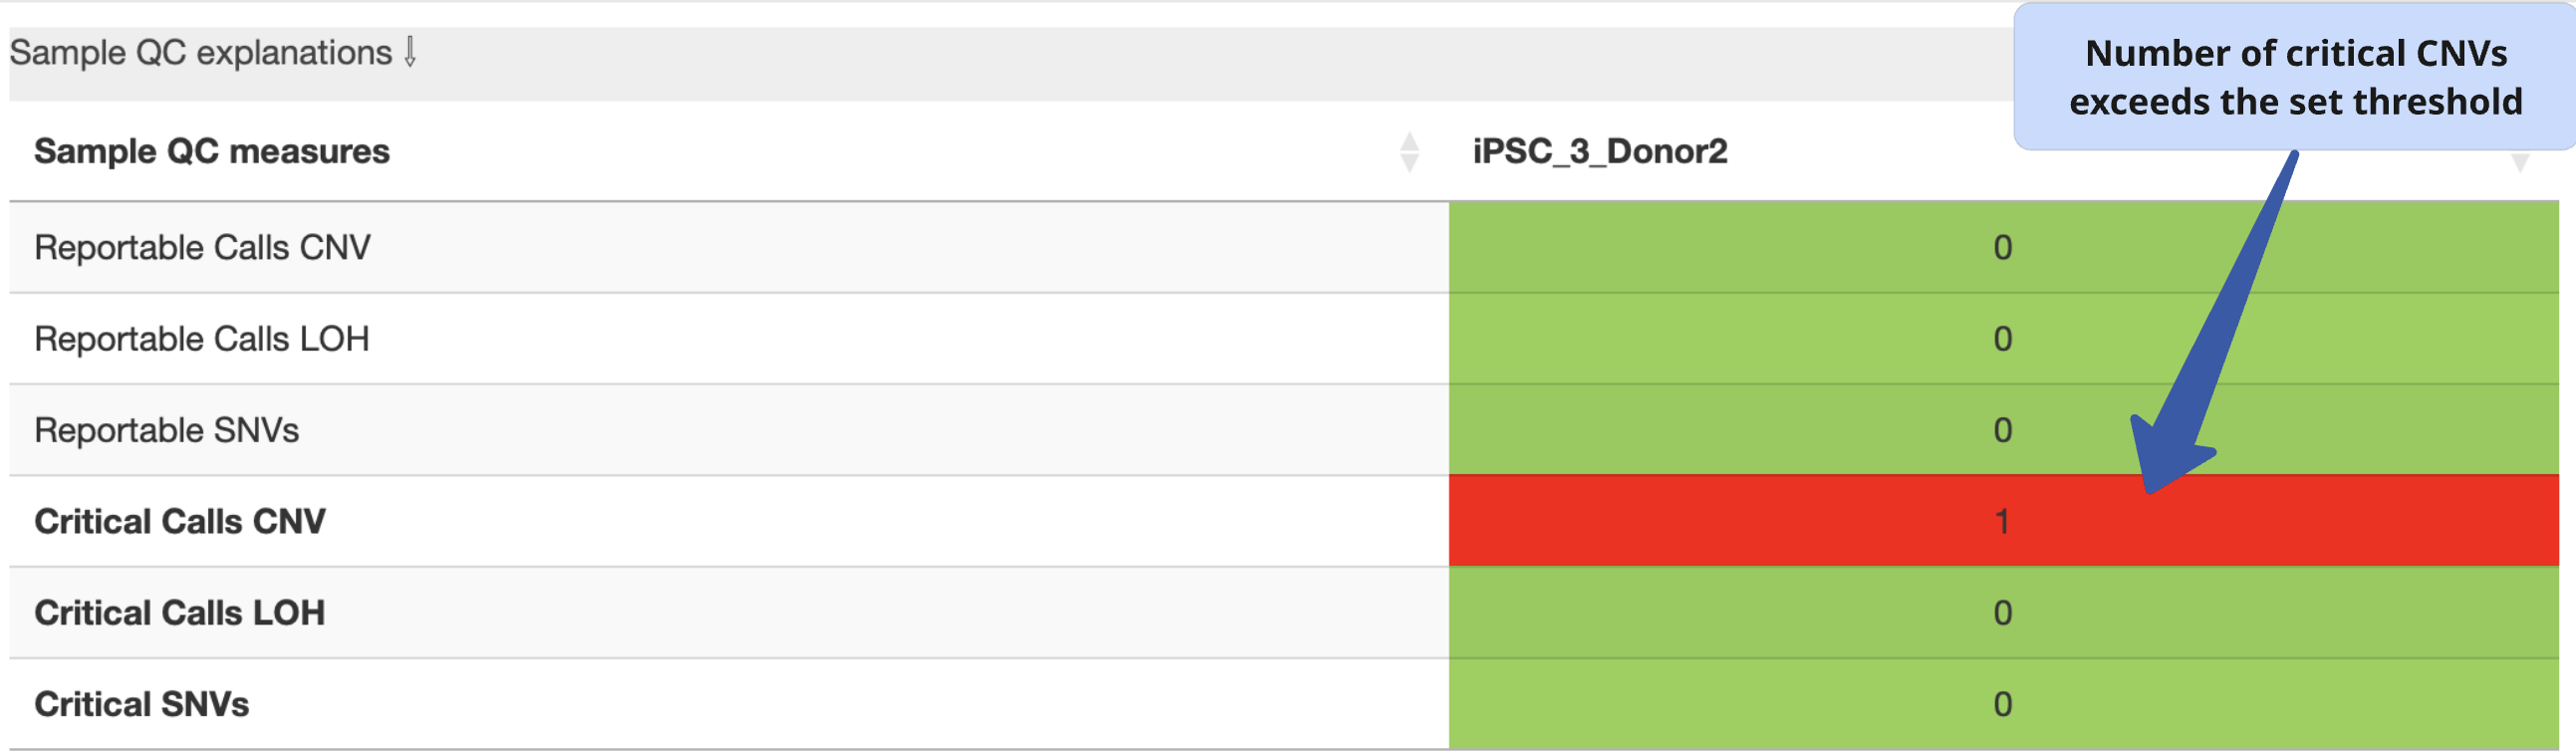 Sample QC explanations ⇩
Number of critical CNVs
exceeds the set threshold
Sample QC measures iPSC_3_Donor2
Reportable Calls CNV 0
Reportable Calls LOH 0
Reportable SNVs 0
Critical Calls CNV 1
Critical Calls LOH 0
Critical SNVs 0